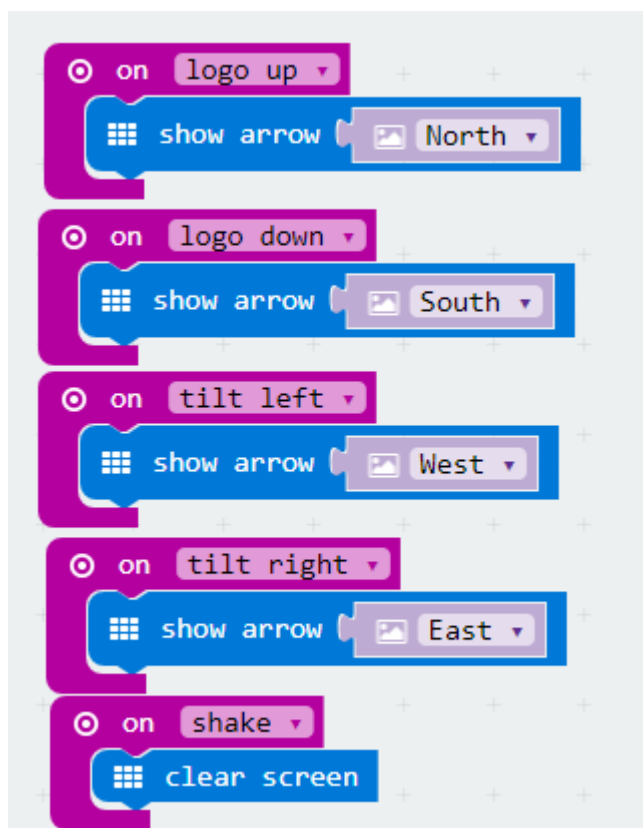 on logo up
show arrow North
on logo down
show arrow South
on tilt left
show arrow West
on tilt right
show arrow East
on shake
clear screen